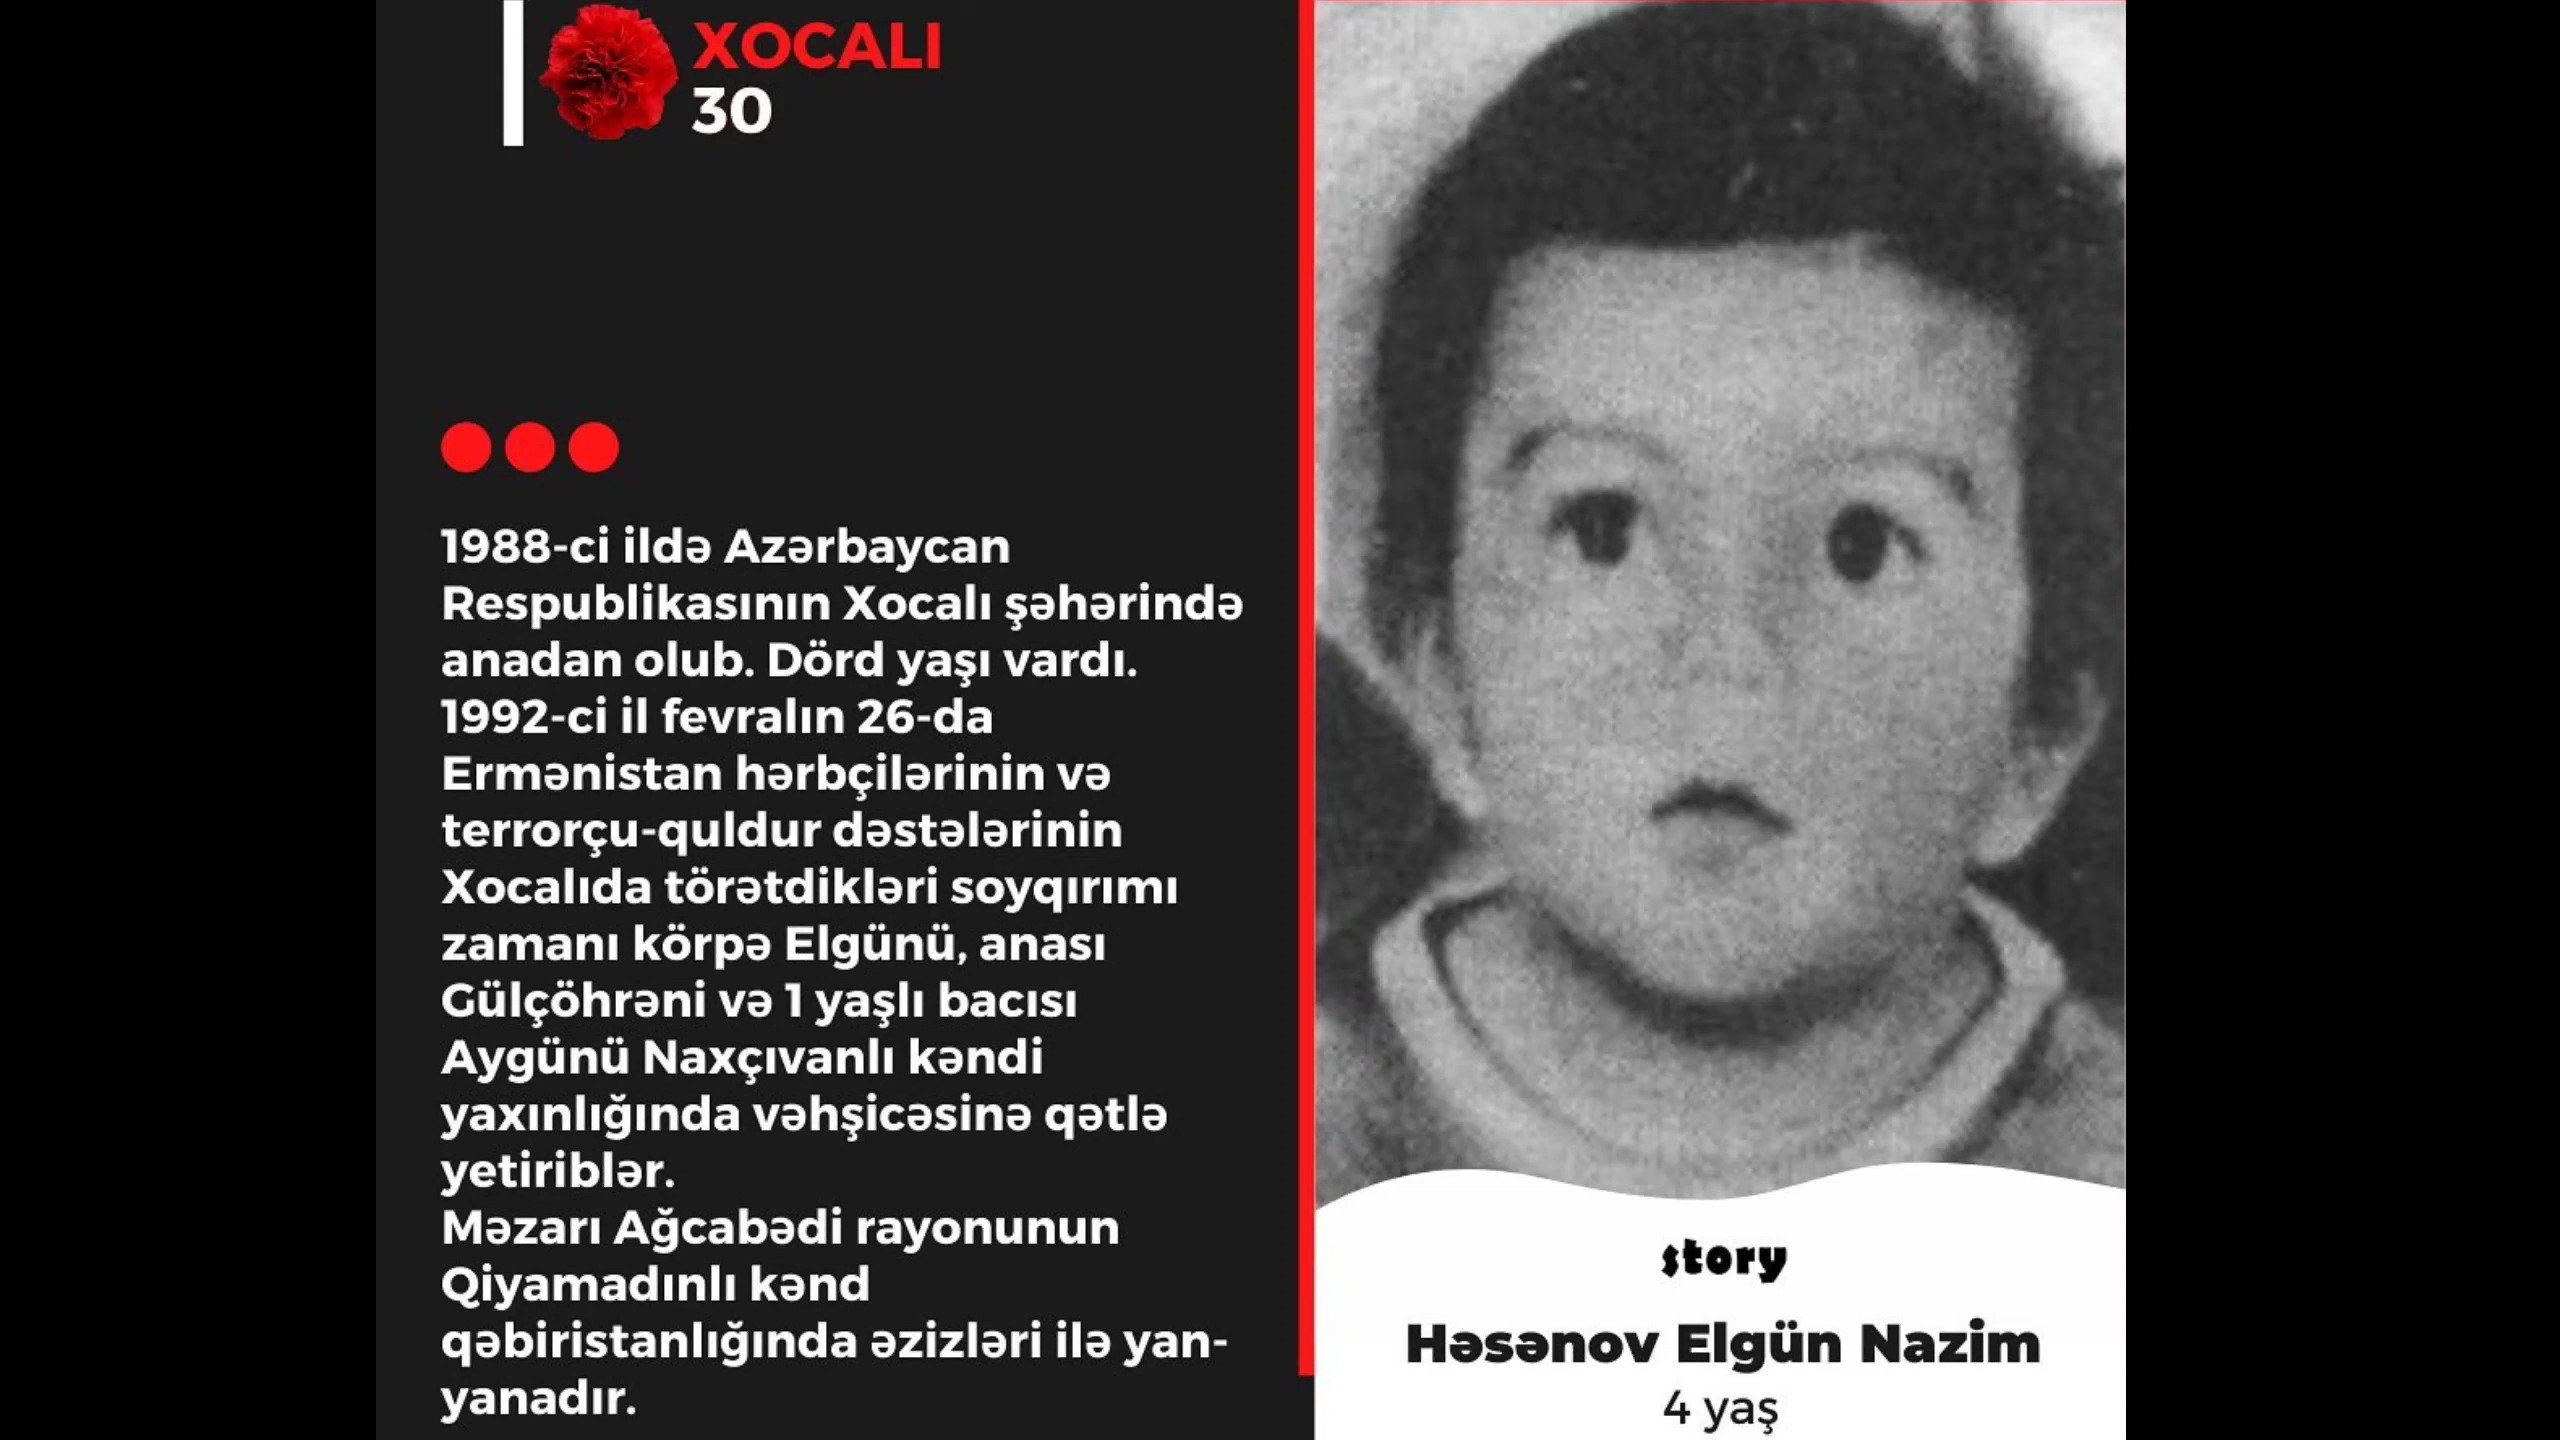 XOCALI
30
1988-ci ildə Azərbaycan
Respublikasının Xocalı şəhərində
anadan olub. Dörd yaşı vardı.
1992-ci il fevralın 26-da
Ermənistan hərbçilərinin və
terrorçu-quldur dəstələrinin
Xocalıda törətdikləri soyqırımı
zamanı körpə Elgünü, anası
Gülçöhrəni və 1 yaşlı bacısı
Aygünü Naxçıvanlı kəndi
yaxınlığında vəhşicəsinə qətlə
yetiriblər.
Məzarı Ağcabədi rayonunun
Qiyamadınlı kənd
qəbiristanlığında əzizləri ilə yan-
yanadır.
story
Həsənov Elgün Nazim
4 yaş